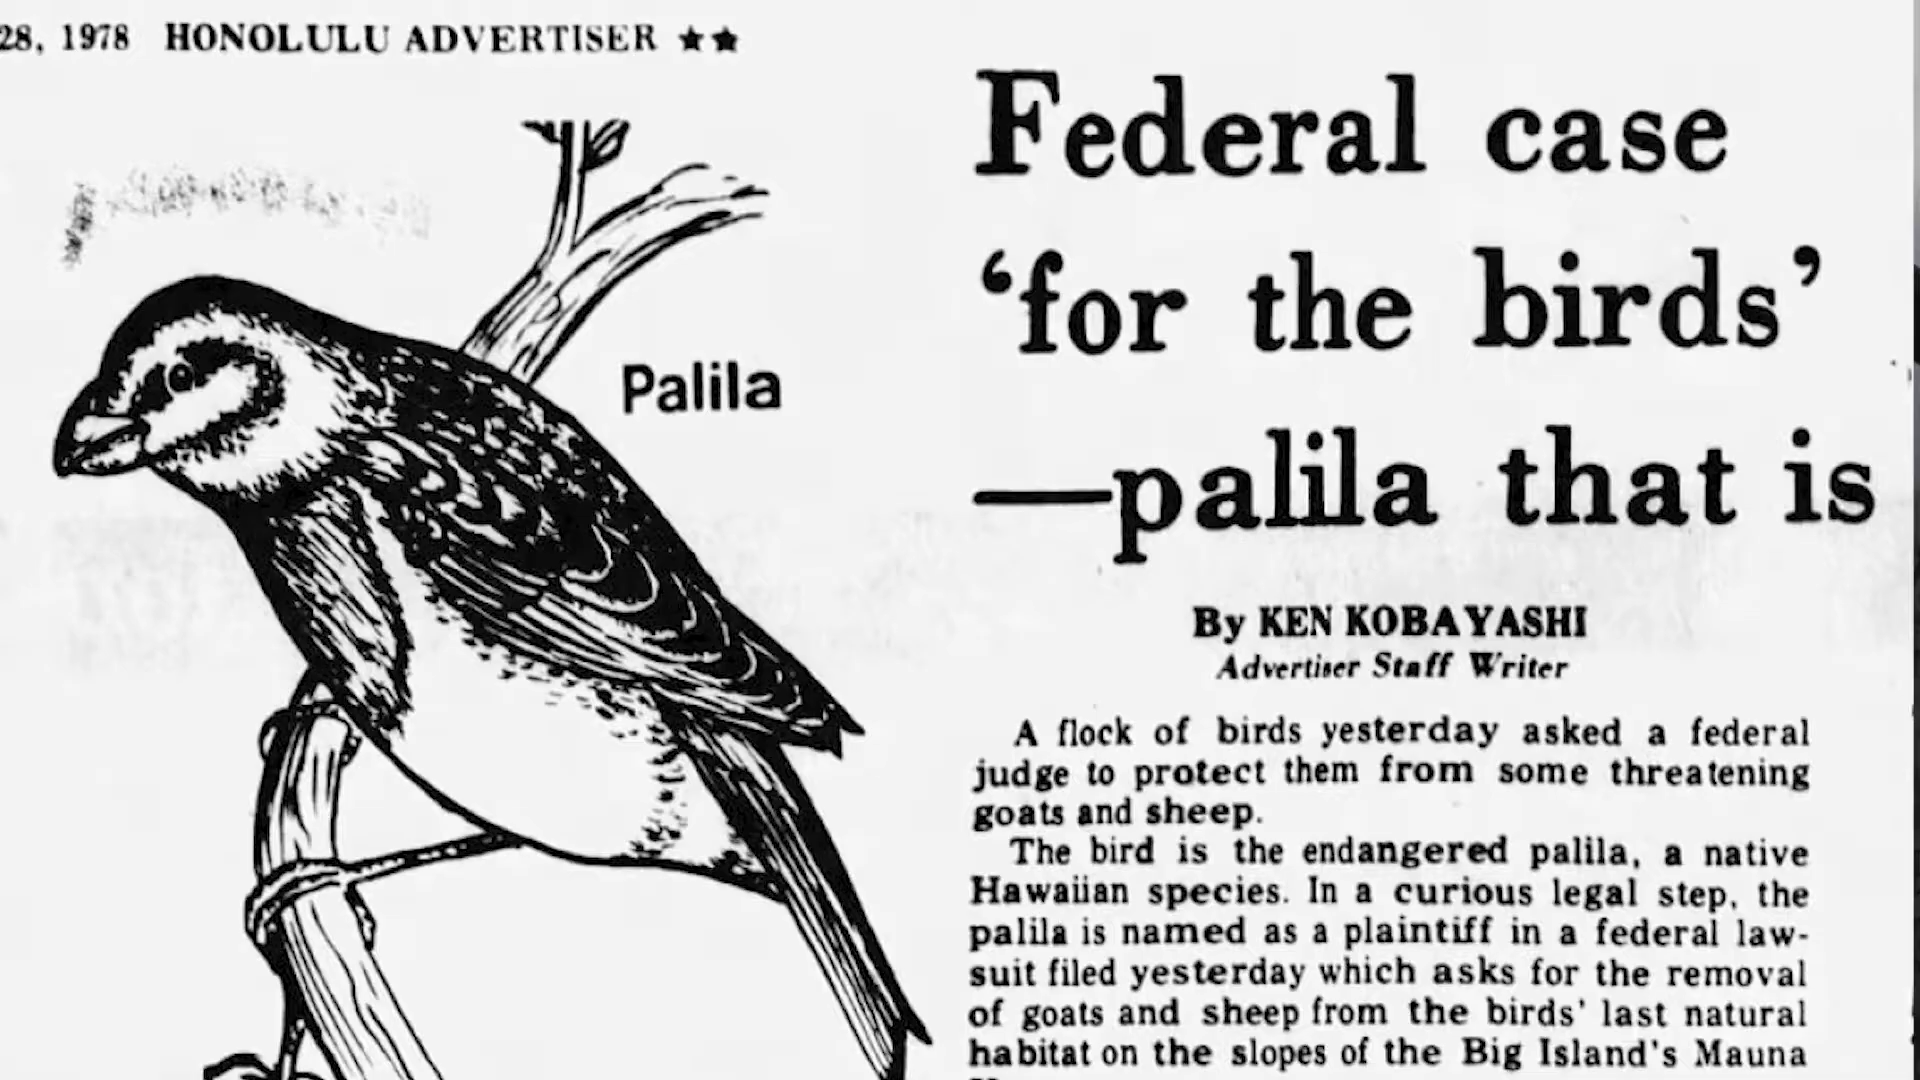 28, 1978 HONOLULU ADVERTISER ★★
Palila
Federal case
‘for the birds’
—palila that is
By KEN KOBAYASHI
Advertiser Staff Writer
A flock of birds yesterday asked a federal
judge to protect them from some threatening
goats and sheep.
The bird is the endangered palila, a native
Hawaiian species. In a curious legal step, the
palila is named as a plaintiff in a federal law-
suit filed yesterday which asks for the removal
of goats and sheep from the birds’ last natural
habitat on the slopes of the Big Island’s Mauna